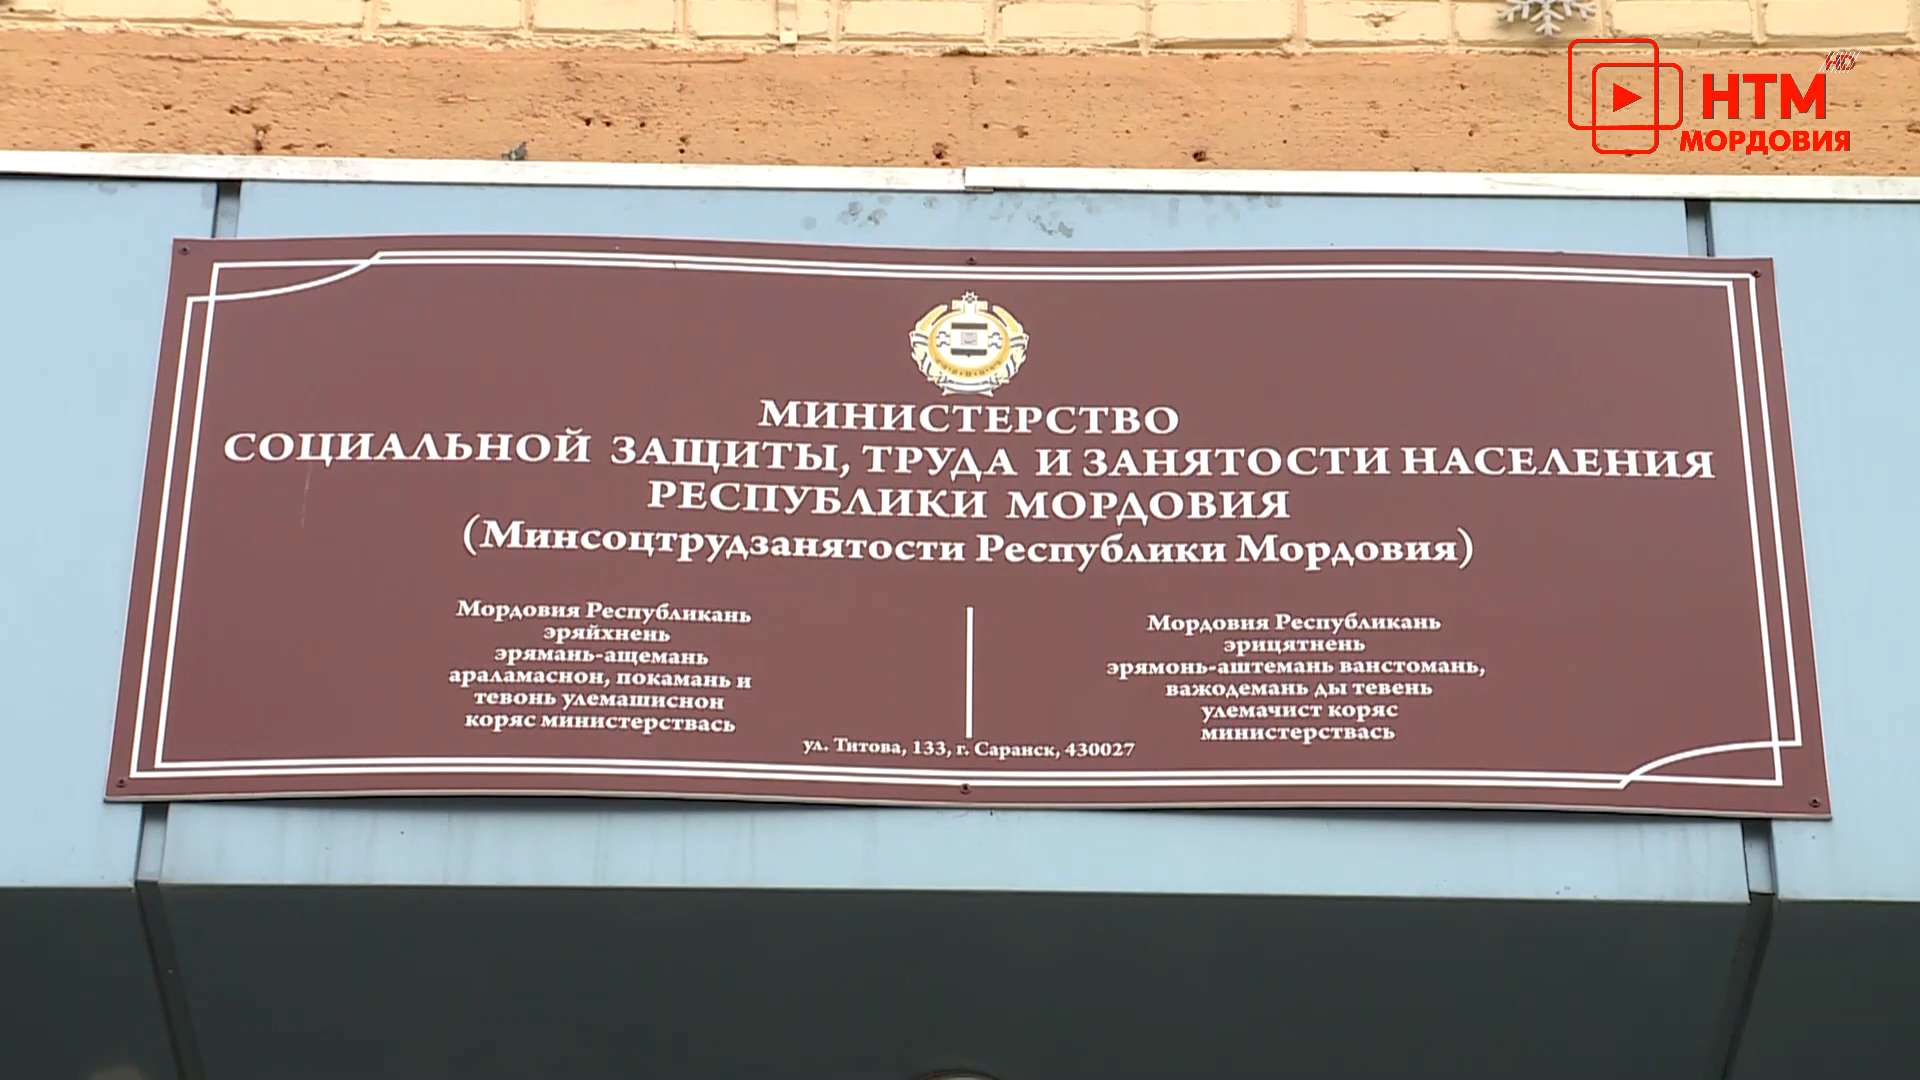 HD
НТМ
МОРДОВИЯ
МИНИСТЕРСТВО
СОЦИАЛЬНОЙ ЗАЩИТЫ, ТРУДА И ЗАНЯТОСТИ НАСЕЛЕНИЯ
РЕСПУБЛИКИ МОРДОВИЯ
(Минсоцтрудзанятости Республики Мордовия)
Мордовия Республикань
эряйхнень
эрямань-ащемань
араламаснон, покамань и
тевонь улемашиснон
коряс министерствась
Мордовия Республикань
эрицятнень
эрямонь-аштемань ванстомань,
важодемань ды тевень
улемачист коряс
министерствась
ул. Титова, 133, г. Саранск, 430027